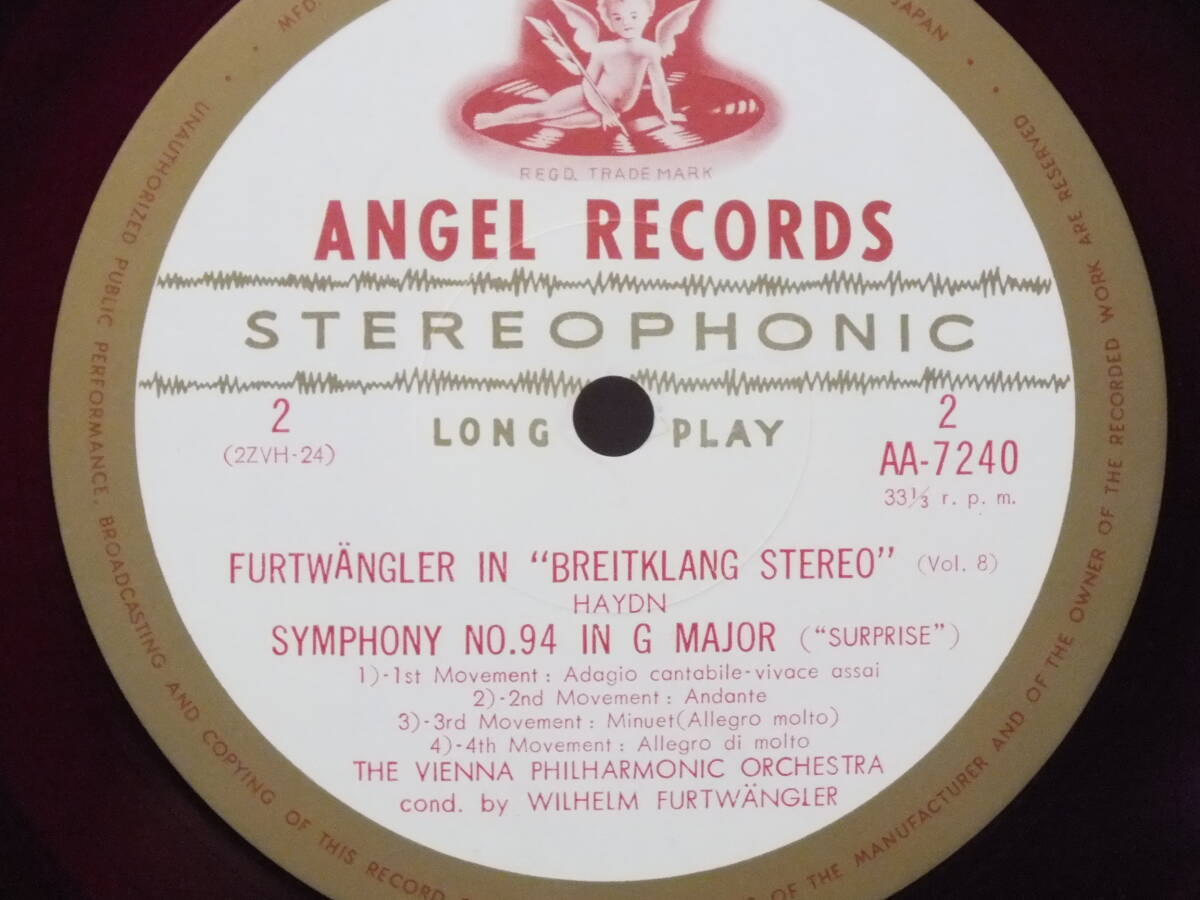 REGD. TRADE MARK
ANGEL RECORDS
STEREOPHONIC
LONG PLAY
2
(2ZVH-24)
2
AA-7240
33⅓ r. p. m.
FURTWÄNGLER IN "BREITKLANG STEREO" (Vol. 8)
HAYDN
SYMPHONY NO.94 IN G MAJOR ("SURPRISE")
1)-1st Movement : Adagio cantabile-vivace assai
2)-2nd Movement : Andante
3)-3rd Movement : Minuet(Allegro molto)
4)-4th Movement : Allegro di molto
THE VIENNA PHILHARMONIC ORCHESTRA
cond. by WILHELM FURTWÄNGLER
MFD.
JAPAN
ARE RESERVED
OF THE MANUFACTURER AND OF THE OWNER OF THE RECORDED WORK
UNAUTHORIZED PUBLIC PERFORMANCE, BROADCASTING AND COPYING OF THIS RECORD